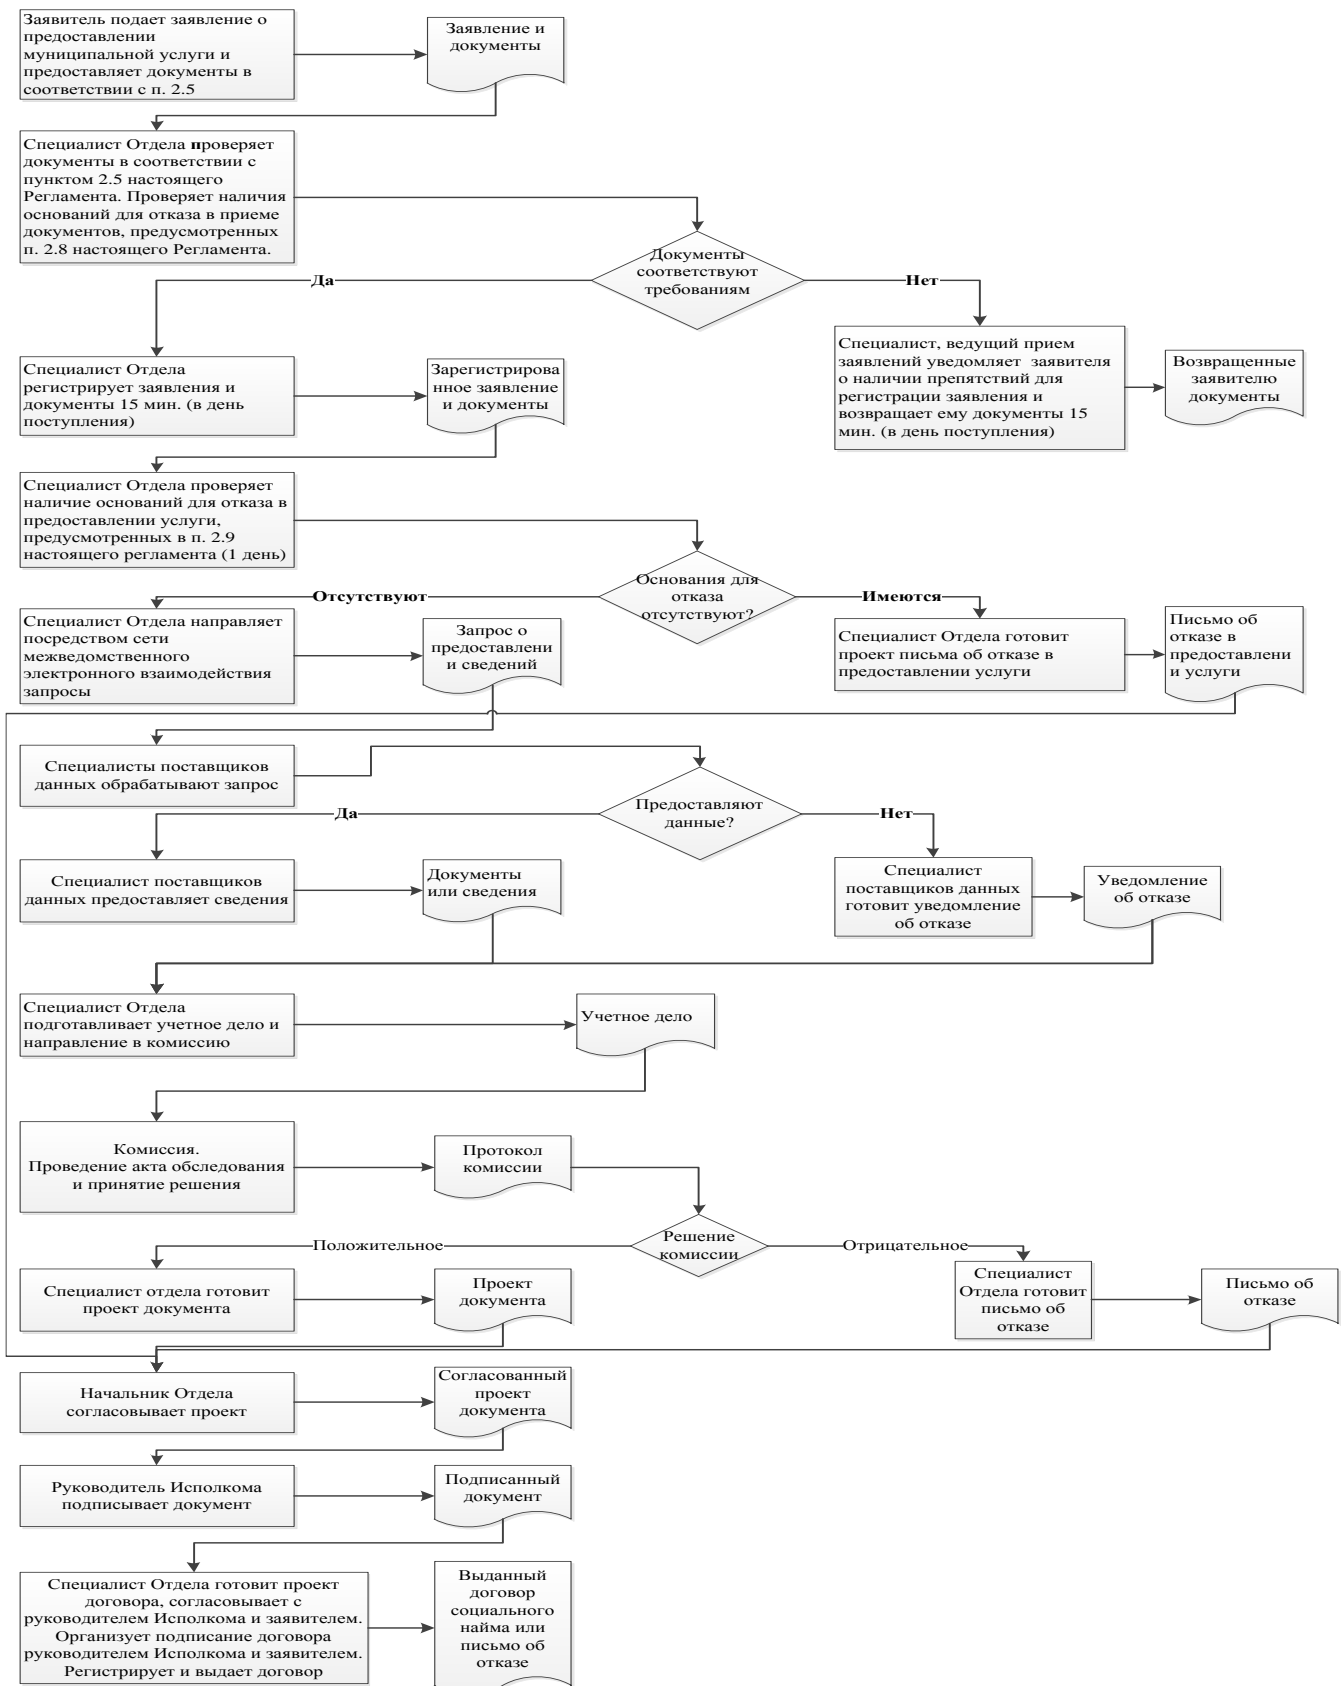 Заявитель подает заявление о
предоставлении
муниципальной услуги и
предоставляет документы в
соответствии с п. 2.5
Заявление и
документы
Специалист Отдела проверяет
документы в соответствии с
пунктом 2.5 настоящего
Регламента. Проверяет наличия
оснований для отказа в приеме
документов, предусмотренных
п. 2.8 настоящего Регламента.
Документы
соответствуют
требованиям
Да
Нет
Специалист Отдела
регистрирует заявления и
документы 15 мин. (в день
поступления)
Зарегистрирова
нное заявление
и документы
Специалист, ведущий прием
заявлений уведомляет заявителя
о наличии препятствий для
регистрации заявления и
возвращает ему документы 15
мин. (в день поступления)
Возвращенные
заявителю
документы
Специалист Отдела проверяет
наличие оснований для отказа в
предоставлении услуги,
предусмотренных в п. 2.9
настоящего регламента (1 день)
Основания для
отказа
отсутствуют?
Отсутствуют
Имеются
Специалист Отдела направляет
посредством сети
межведомственного
электронного взаимодействия
запросы
Запрос о
предоставлени
и сведений
Специалист Отдела готовит
проект письма об отказе в
предоставлении услуги
Письмо об
отказе в
предоставлени
и услуги
Специалисты поставщиков
данных обрабатывают запрос
Предоставляют
данные?
Да
Нет
Специалист поставщиков
данных предоставляет сведения
Документы
или сведения
Специалист
поставщиков данных
готовит уведомление
об отказе
Уведомление
об отказе
Специалист Отдела
подготавливает учетное дело и
направление в комиссию
Учетное дело
Комиссия.
Проведение акта обследования
и принятие решения
Протокол
комиссии
Решение
комиссии
Положительное
Отрицательное
Специалист отдела готовит
проект документа
Проект
документа
Специалист
Отдела готовит
письмо об
отказе
Письмо об
отказе
Начальник Отдела
согласовывает проект
Согласованный
проект
документа
Руководитель Исполкома
подписывает документ
Подписанный
документ
Специалист Отдела готовит проект
договора, согласовывает с
руководителем Исполкома и заявителем.
Организует подписание договора
руководителем Исполкома и заявителем.
Регистрирует и выдает договор
Выданный
договор
социального
найма или
письмо об
отказе